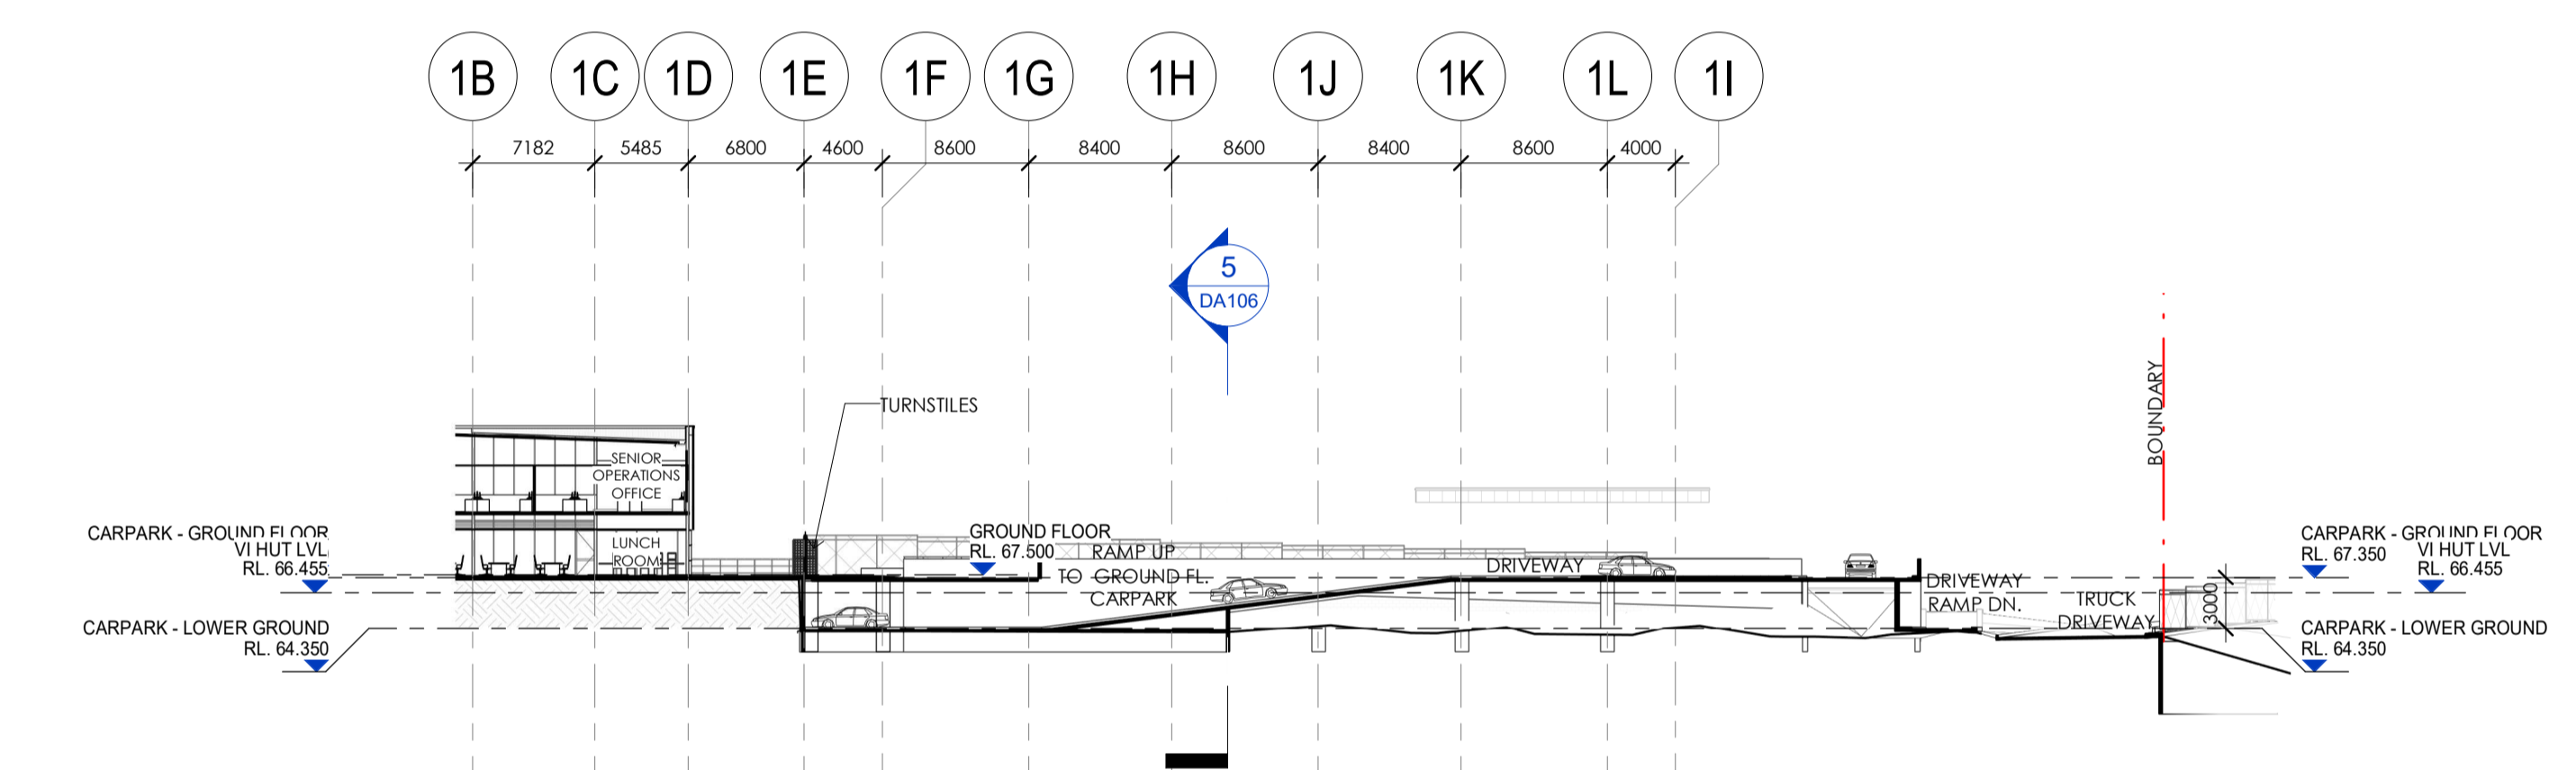 1B 1C 1D 1E 1F 1G 1H 1J 1K 1L 1I
7182 5485 6800 4600 8600 8400 8600 8400 8600 4000
5
DA106
BOUNDARY
TURNSTILES
SENIOR
OPERATIONS
OFFICE
LUNCH
ROOM
CARPARK - GROUND FLOOR
VI HUT LVL
RL. 66.455
CARPARK - LOWER GROUND
RL. 64.350
GROUND FLOOR
RL. 67.500
RAMP UP
TO GROUND FL.
CARPARK
DRIVEWAY
DRIVEWAY
RAMP DN.
TRUCK
DRIVEWAY
3000
CARPARK - GROUND FLOOR
RL. 67.350
VI HUT LVL
RL. 66.455
CARPARK - LOWER GROUND
RL. 64.350